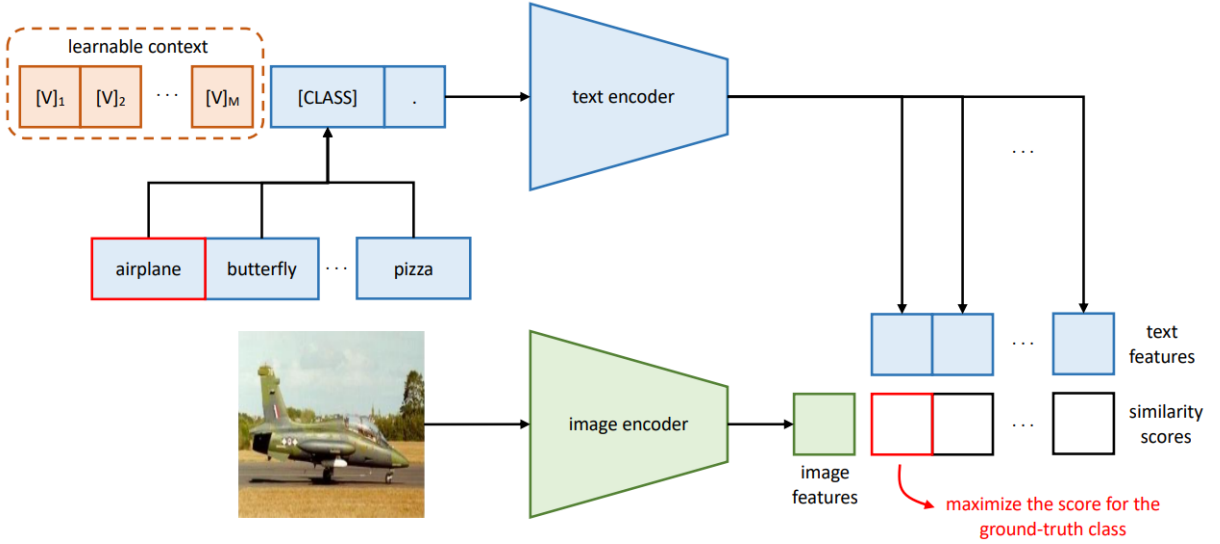 learnable context
[V]₁ [V]₂ ... [V]M [CLASS] .
text encoder
...
airplane butterfly ... pizza
... text
features
image encoder
... similarity
scores
image
features
maximize the score for the
ground-truth class